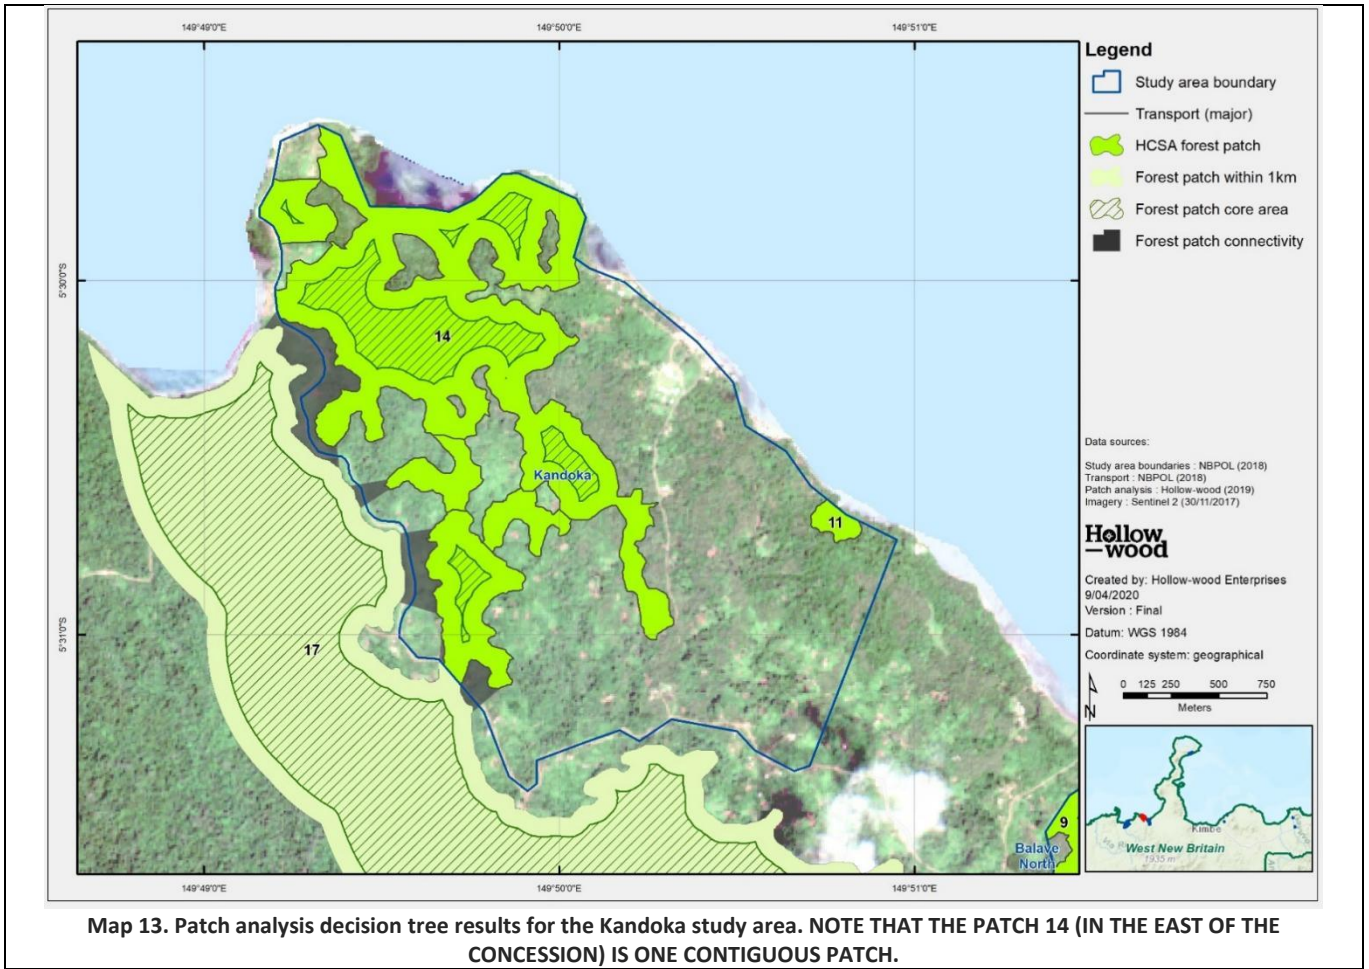 149°49'0"E
149°50'0"E
149°51'0"E
Legend
Study area boundary
Transport (major)
HCSA forest patch
Forest patch within 1km
Forest patch core area
Forest patch connectivity
5°30'0"S
14
Kandoka
11
5°31'0"S
17
9
Balave
North
Data sources:
Study area boundaries : NBPOL (2018)
Transport : NBPOL (2018)
Patch analysis : Hollow-wood (2019)
Imagery : Sentinel 2 (30/11/2017)
Hollow
—wood
Created by: Hollow-wood Enterprises
9/04/2020
Version : Final
Datum: WGS 1984
Coordinate system: geographical
N
0 125 250 500 750
Meters
Kimbe
West New Britain
1935 m
149°49'0"E
149°50'0"E
149°51'0"E
Map 13. Patch analysis decision tree results for the Kandoka study area. NOTE THAT THE PATCH 14 (IN THE EAST OF THE
CONCESSION) IS ONE CONTIGUOUS PATCH.